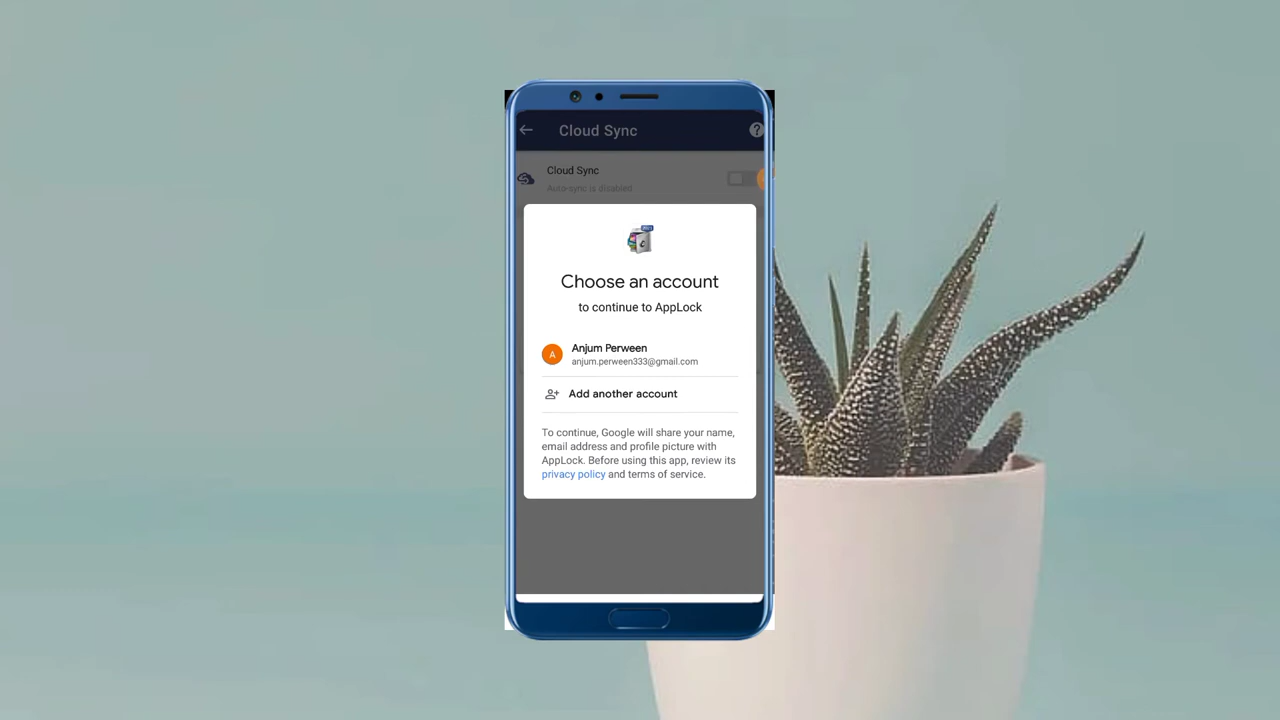 Cloud Sync
Cloud Sync
Auto-sync is disabled
Choose an account
to continue to AppLock
A
Anjum Perween
anjum.perween333@gmail.com
Add another account
To continue, Google will share your name,
email address and profile picture with
AppLock. Before using this app, review its
privacy policy and terms of service.